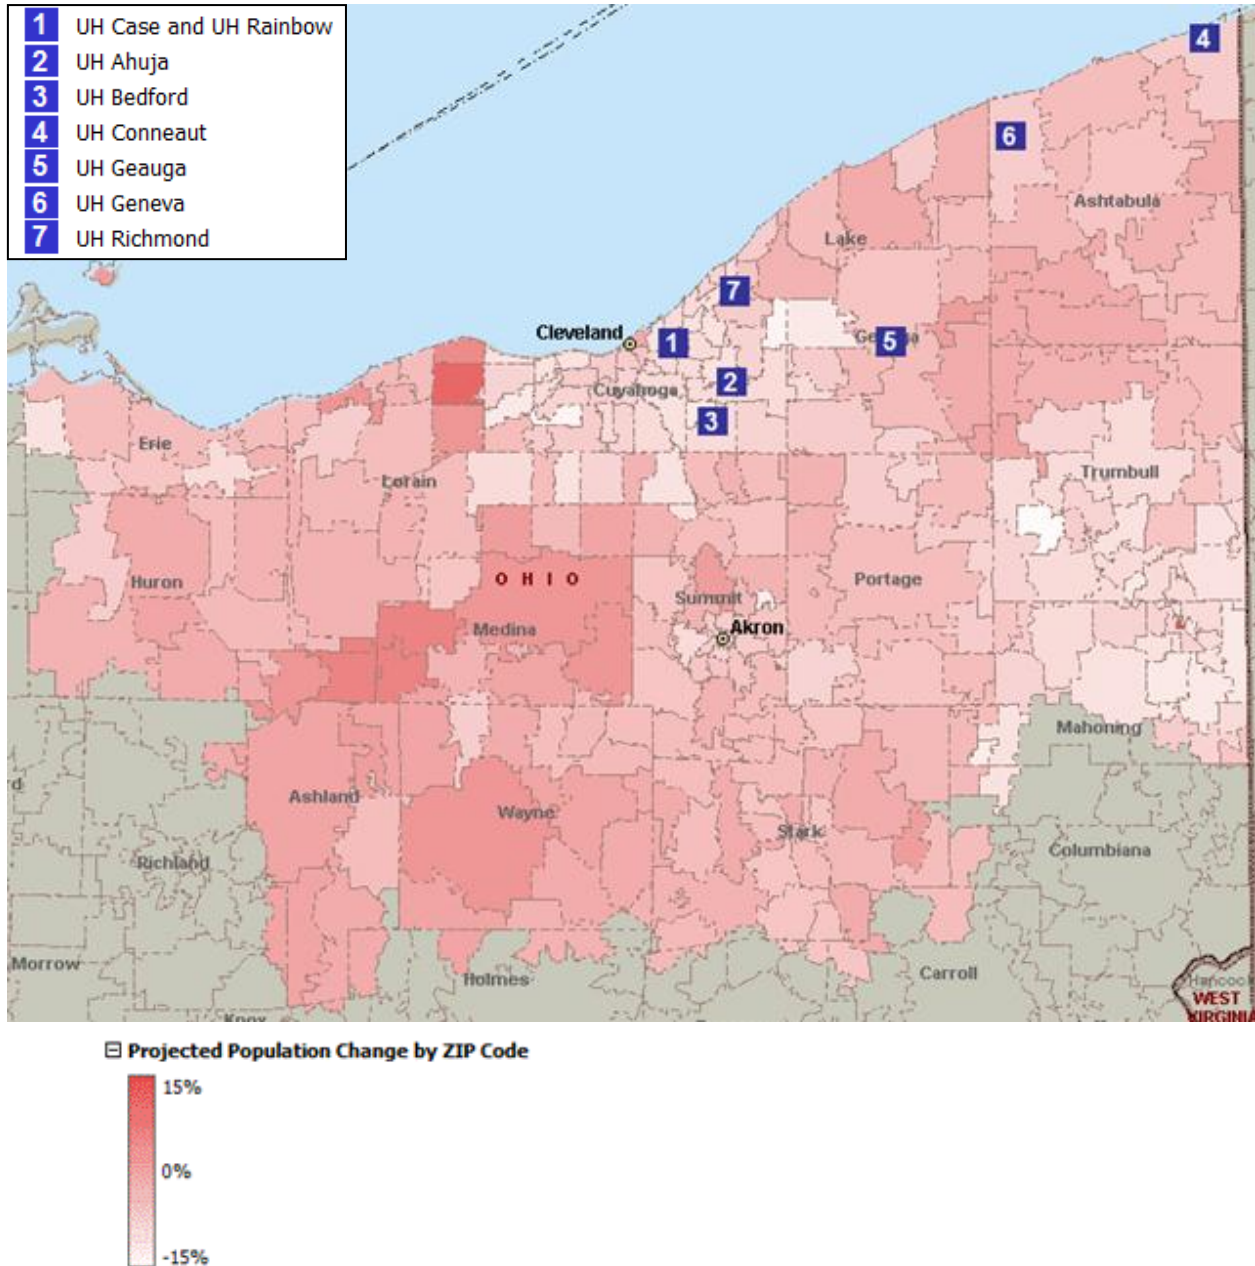 1 UH Case and UH Rainbow
2 UH Ahuja
3 UH Bedford
4 UH Conneaut
5 UH Geauga
6 UH Geneva
7 UH Richmond
4
6
Ashtabula
Lake
7
Cleveland
1
5
2
Cuyahoga
3
Erie
Lorain
Trumbull
OHIO
Huron
Portage
Summit
Medina
Akron
Mahoning
d
Ashland
Wayne
Stark
Richland
Columbiana
Morrow
Holmes
Carroll
Hancock
WEST
VIRGINIA
Knox
Projected Population Change by ZIP Code
15%
0%
-15%